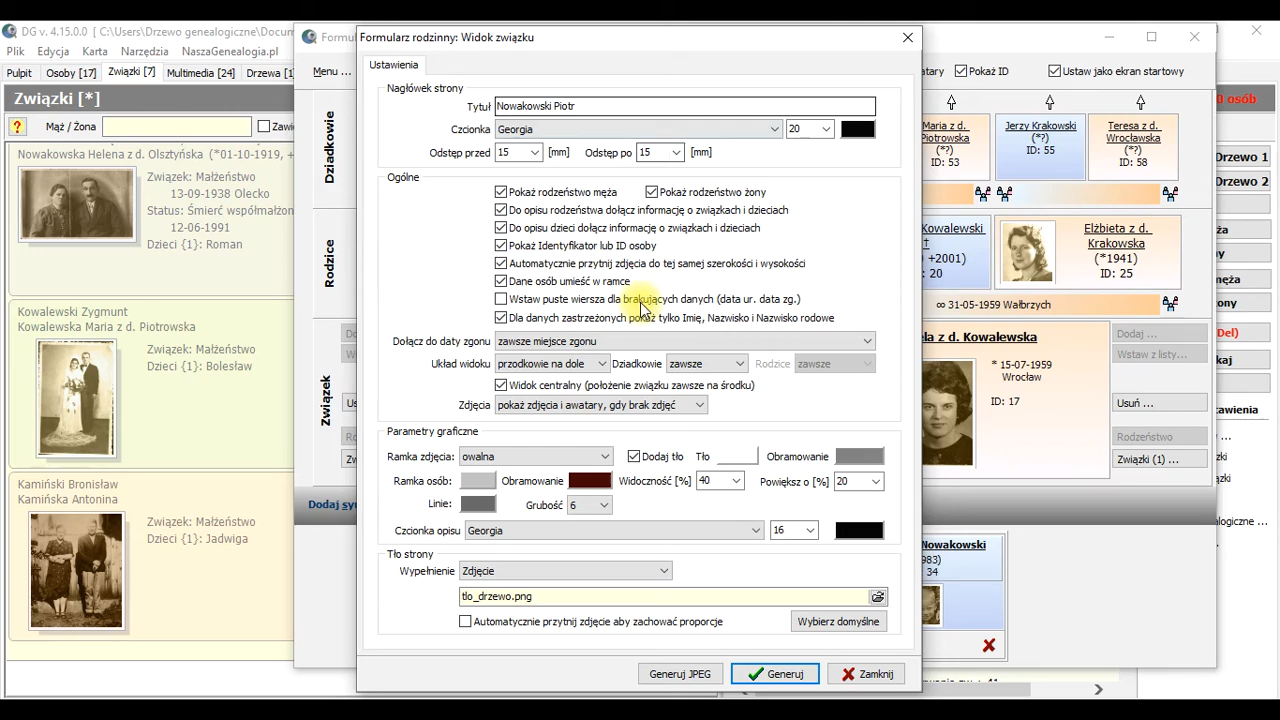 DG v. 4.15.0.0 [ C:\Users\Drzewo genealogiczne\Docum
Plik Edycja Karta Narzędzia NaszaGenealogia.pl
Pulpit Osoby [17] Związki [7] Multimedia [24] Drzewa [1
Związki [*]
Mąż / Żona
Nowakowska Helena z d. Olsztyńska (*01-10-1919, +
Związek: Małżeństwo
13-09-1938 Olecko
Status: Śmierć współmałżon
12-06-1991
Dzieci {1}: Roman
Kowalewski Zygmunt
Kowalewska Maria z d. Piotrowska
Związek: Małżeństwo
Dzieci {1}: Bolesław
Kamiński Bronisław
Kamińska Antonina
Związek: Małżeństwo
Dzieci {1}: Jadwiga
Menu ...
Dziadkowie
Rodzice
Związek
Formularz rodzinny: Widok związku
Ustawienia
Nagłówek strony
Tytuł Nowakowski Piotr
Czcionka Georgia 20
Odstęp przed 15 [mm] Odstęp po 15 [mm]
Ogólne
Pokaż rodzeństwo męża Pokaż rodzeństwo żony
Do opisu rodzeństwa dołącz informację o związkach i dzieciach
Do opisu dzieci dołącz informację o związkach i dzieciach
Pokaż Identyfikator lub ID osoby
Automatycznie przytnij zdjęcia do tej samej szerokości i wysokości
Dane osób umieść w ramce
Wstaw puste wiersza dla brakujących danych (data ur. data zg.)
Dla danych zastrzeżonych pokaż tylko Imię, Nazwisko i Nazwisko rodowe
Dołącz do daty zgonu zawsze miejsce zgonu
Układ widoku przodkowie na dole Dziadkowie zawsze Rodzice zawsze
Widok centralny (położenie związku zawsze na środku)
Zdjęcia pokaż zdjęcia i awatary, gdy brak zdjęć
Parametry graficzne
Ramka zdjęcia: owalna Dodaj tło Tło Obramowanie
Ramka osób: Obramowanie Widoczność [%] 40 Powiększ o [%] 20
Linie: Grubość 6
Czcionka opisu Georgia 16
Tło strony
Wypełnienie Zdjęcie
tlo_drzewo.png
Automatycznie przytnij zdjęcie aby zachować proporcje Wybierz domyślne
Generuj JPEG Generuj Zamknij
Pokaż ID Ustaw jako ekran startowy
Maria z d.
Piotrowska
(*?)
ID: 53
Jerzy Krakowski
(*?)
ID: 55
Teresa z d.
Wrocławska
(*?)
ID: 58
Kowalewski
Elżbieta z d.
Krakowska
(*1941)
ID: 25
+2001)
∞ 31-05-1959 Wałbrzych
* 15-07-1959
Wrocław
ID: 17
Dodaj ...
Wstaw z listy...
Usuń ...
Rodzeństwo
Związki (1) ...
Nowakowski
osób
Drzewo 1
Drzewo 2